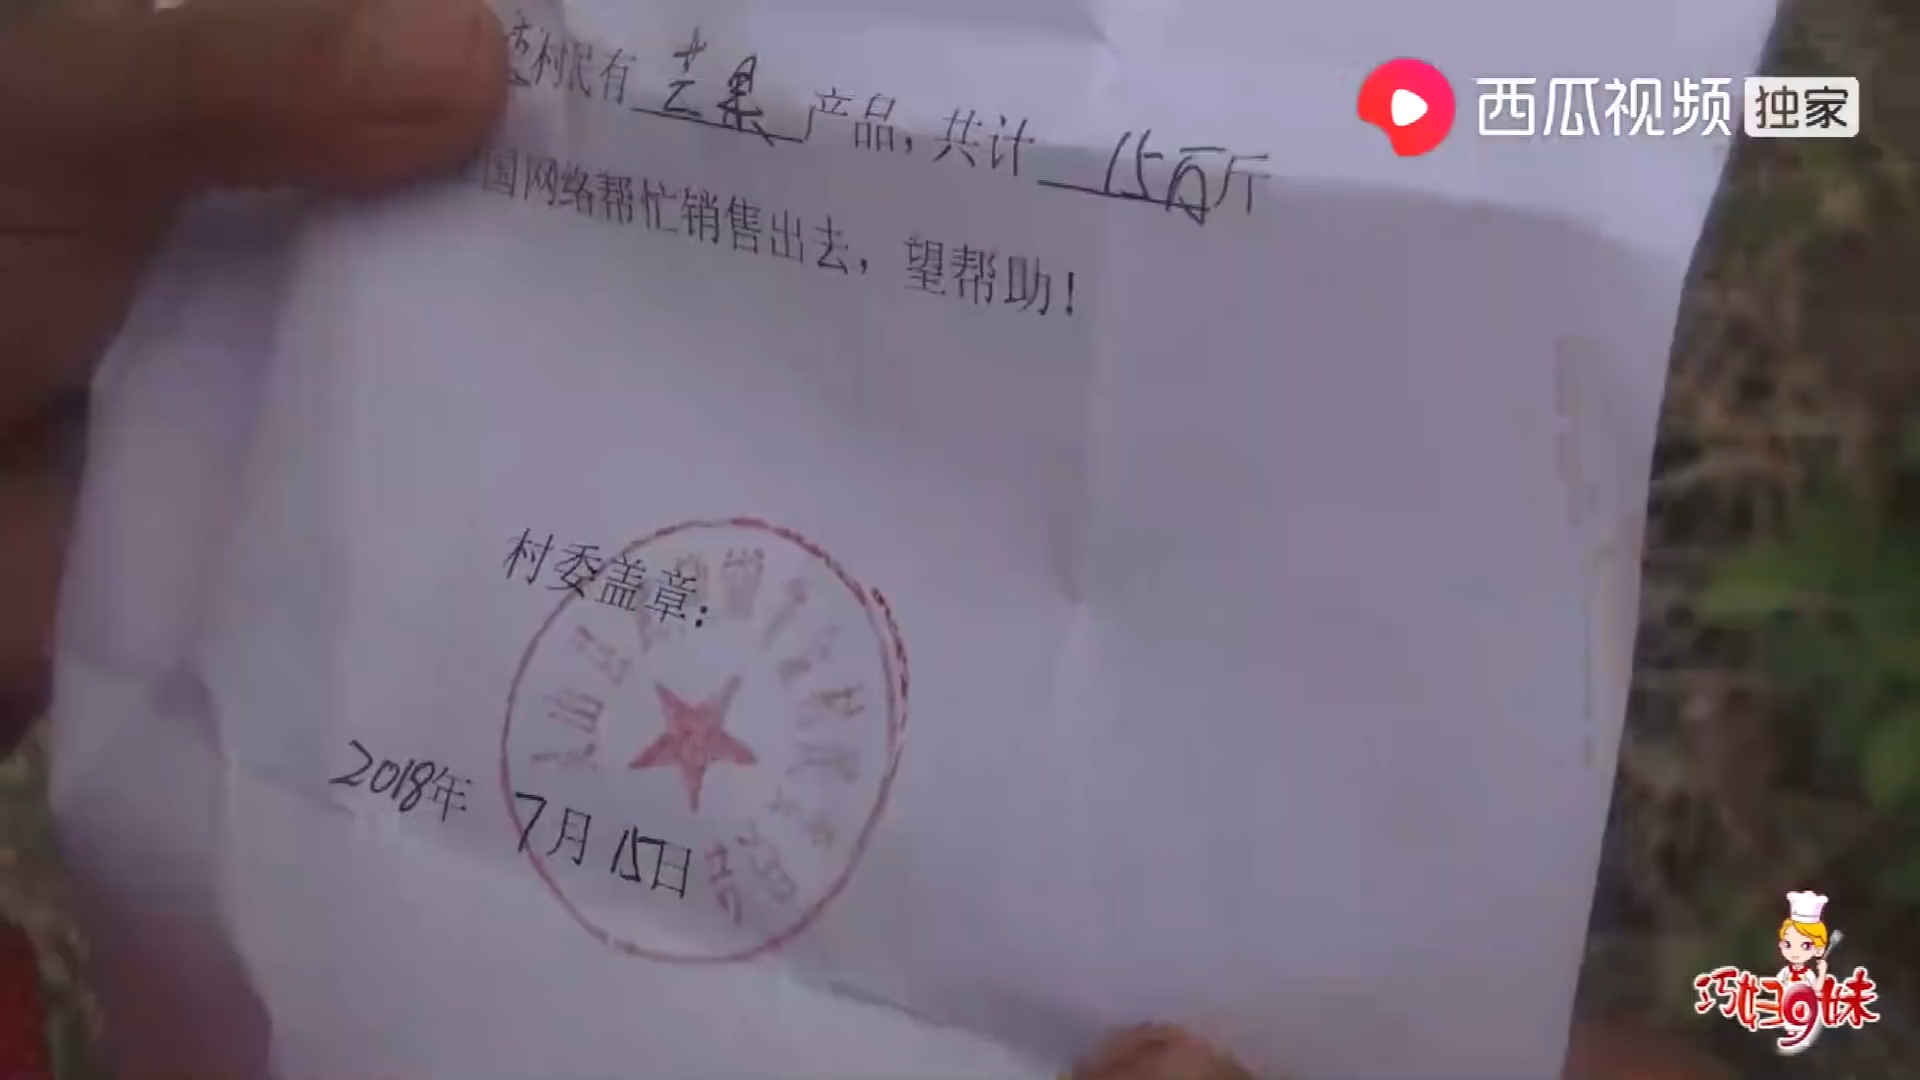 西瓜视频 独家
村民有 芒果 产品，共计 15百斤
国网络帮忙销售出去，望帮助！
村委盖章：
2018年 7月15日
巧妇9妹